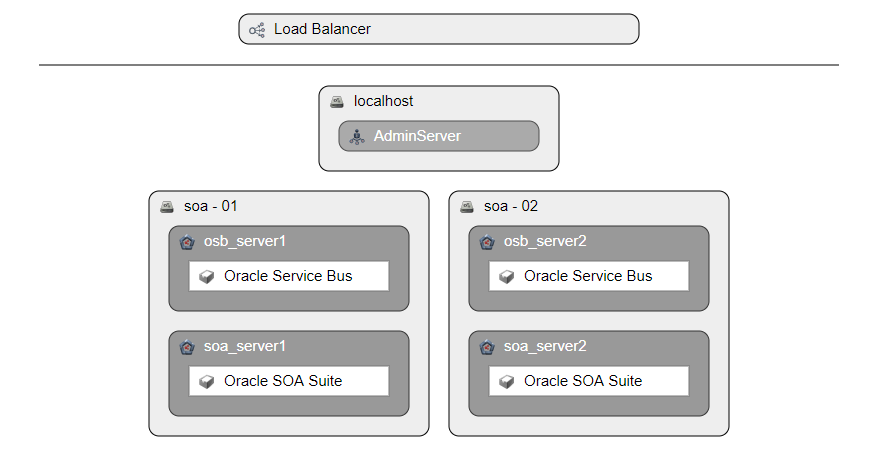 Load Balancer
localhost
AdminServer
soa - 01
osb_server1
Oracle Service Bus
soa_server1
Oracle SOA Suite
soa - 02
osb_server2
Oracle Service Bus
soa_server2
Oracle SOA Suite